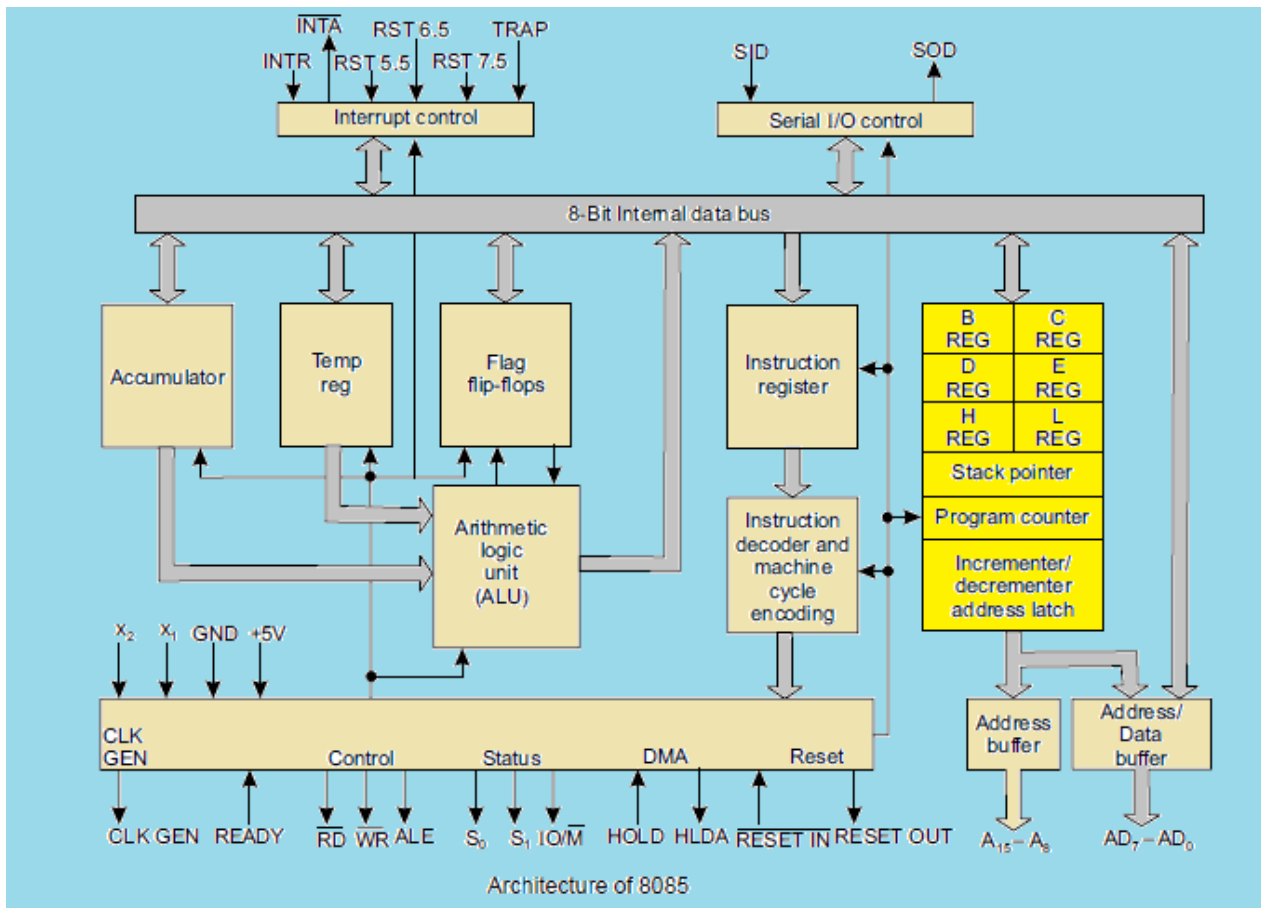 INTA
RST 6.5 TRAP
INTR RST 5.5 RST 7.5
SID SOD
Interrupt control
Serial I/O control
8-Bit Internal data bus
Accumulator
Temp
reg
Flag
flip-flops
Instruction
register
B
REG
C
REG
D
REG
E
REG
H
REG
L
REG
Stack pointer
Program counter
Incrementer/
decrementer
address latch
Arithmetic
logic
unit
(ALU)
Instruction
decoder and
machine
cycle
encoding
X₂ X₁ GND +5V
CLK
GEN
Control Status DMA Reset
Address
buffer
Address/
Data
buffer
CLK GEN READY R̅D̅ W̅R̅ ALE S₀ S₁ IO/M̅ HOLD HLDA R̅E̅S̅E̅T̅ I̅N̅ RESET OUT
A₁₅ – A₈ AD₇ – AD₀
Architecture of 8085